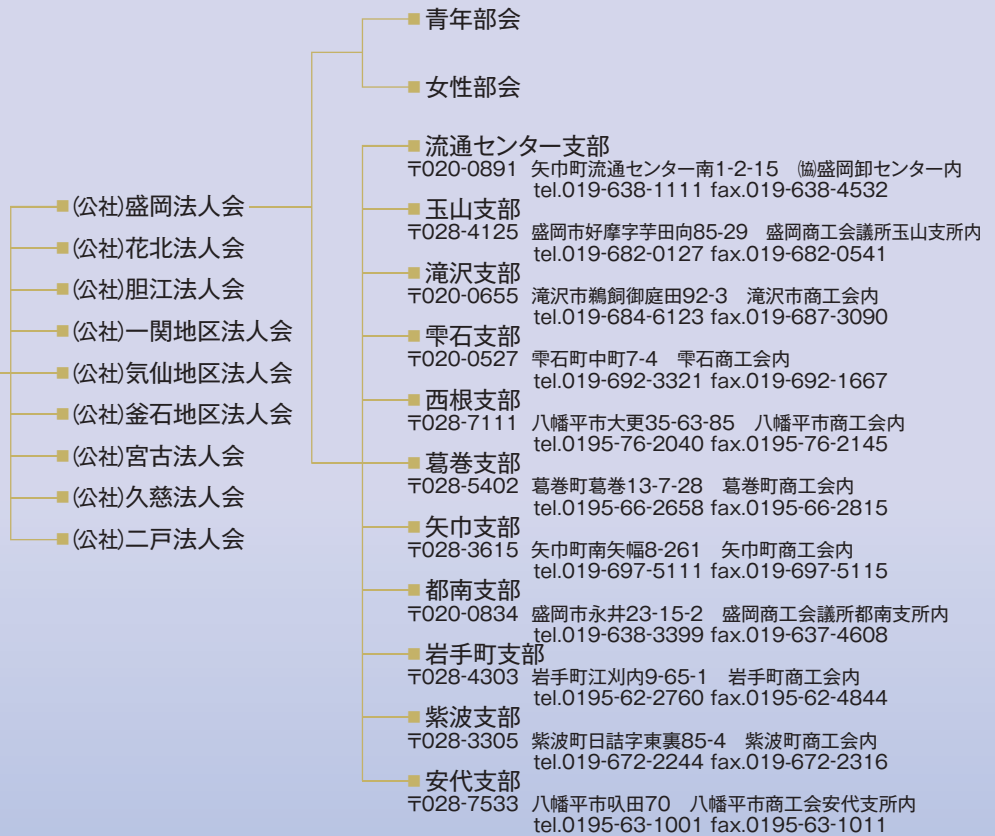 (公社)盛岡法人会
(公社)花北法人会
(公社)胆江法人会
(公社)一関地区法人会
(公社)気仙地区法人会
(公社)釜石地区法人会
(公社)宮古法人会
(公社)久慈法人会
(公社)二戸法人会
青年部会
女性部会
流通センター支部
〒020-0891 矢巾町流通センター南1-2-15 ㈿盛岡卸センター内
tel.019-638-1111 fax.019-638-4532
玉山支部
〒028-4125 盛岡市好摩字芋田向85-29 盛岡商工会議所玉山支所内
tel.019-682-0127 fax.019-682-0541
滝沢支部
〒020-0655 滝沢市鵜飼御庭田92-3 滝沢市商工会内
tel.019-684-6123 fax.019-687-3090
雫石支部
〒020-0527 雫石町中町7-4 雫石商工会内
tel.019-692-3321 fax.019-692-1667
西根支部
〒028-7111 八幡平市大更35-63-85 八幡平市商工会内
tel.0195-76-2040 fax.0195-76-2145
葛巻支部
〒028-5402 葛巻町葛巻13-7-28 葛巻町商工会内
tel.0195-66-2658 fax.0195-66-2815
矢巾支部
〒028-3615 矢巾町南矢幅8-261 矢巾町商工会内
tel.019-697-5111 fax.019-697-5115
都南支部
〒020-0834 盛岡市永井23-15-2 盛岡商工会議所都南支所内
tel.019-638-3399 fax.019-637-4608
岩手町支部
〒028-4303 岩手町江刈内9-65-1 岩手町商工会内
tel.0195-62-2760 fax.0195-62-4844
紫波支部
〒028-3305 紫波町日詰字東裏85-4 紫波町商工会内
tel.019-672-2244 fax.019-672-2316
安代支部
〒028-7533 八幡平市叺田70 八幡平市商工会安代支所内
tel.0195-63-1001 fax.0195-63-1011